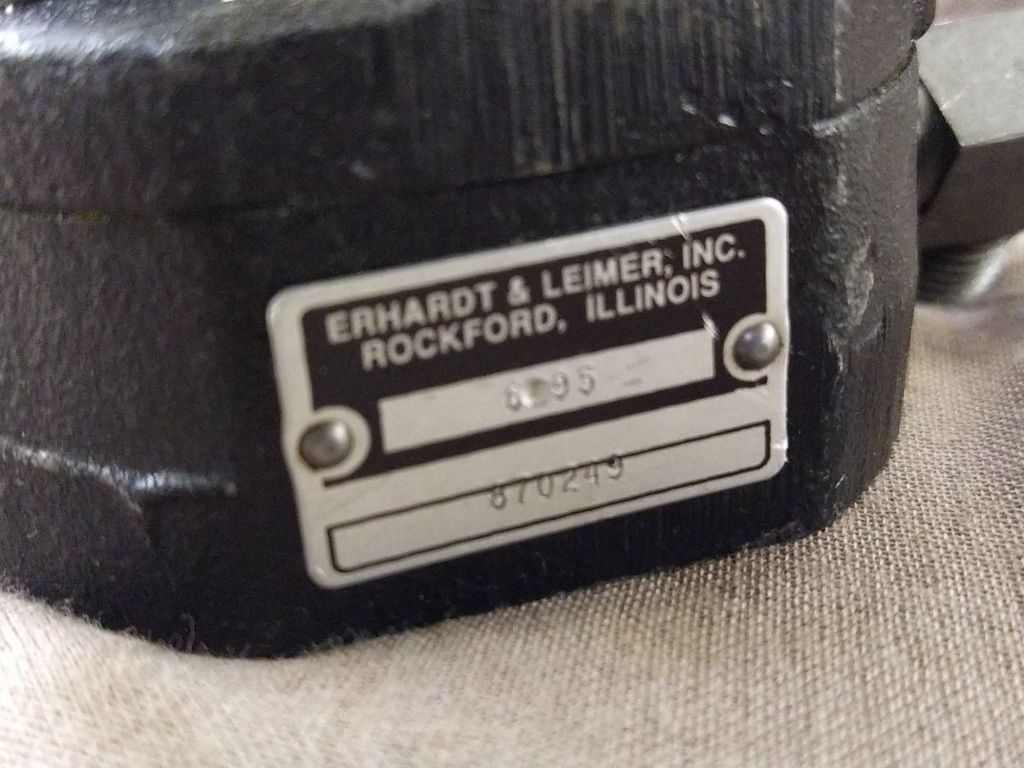 ERHARDT & LEIMER, INC.
ROCKFORD, ILLINOIS
870249